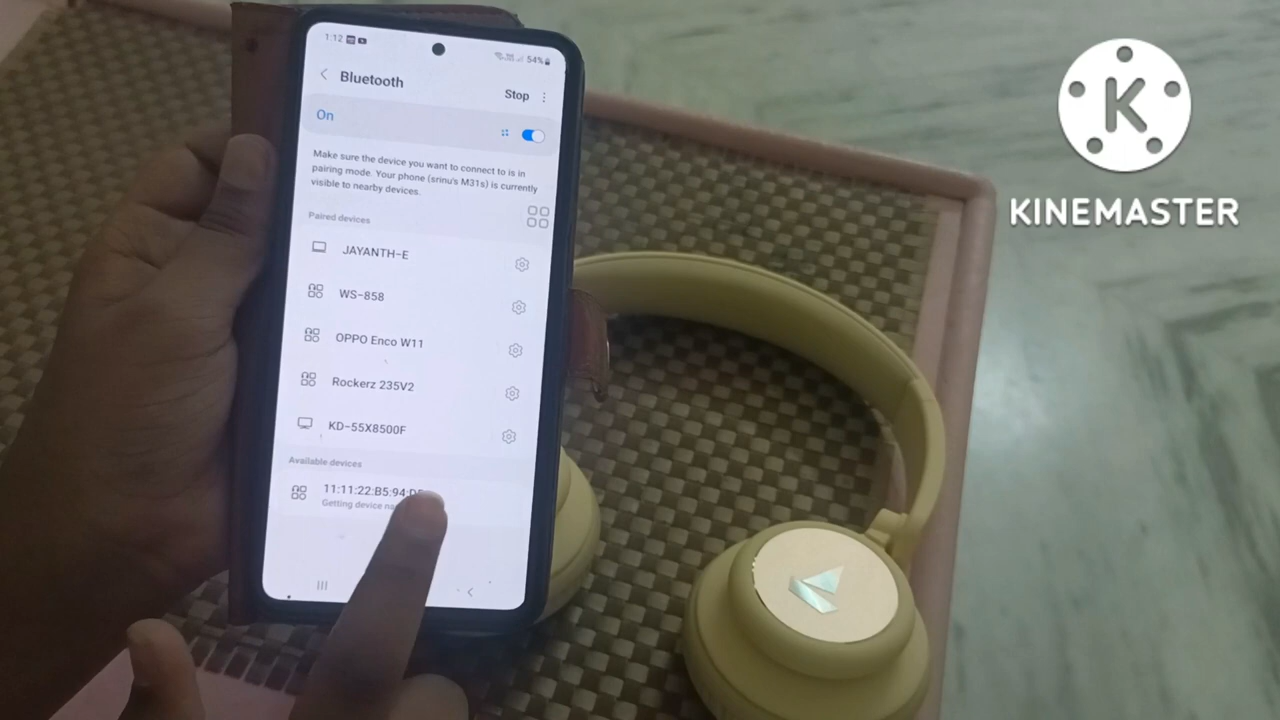 1:12
54%
Bluetooth
Stop
On
Make sure the device you want to connect to is in
pairing mode. Your phone (srinu's M31s) is currently
visible to nearby devices.
Paired devices
JAYANTH-E
WS-858
OPPO Enco W11
Rockerz 235V2
KD-55X8500F
Available devices
11:11:22:B5:94:
Getting device
K
KINEMASTER